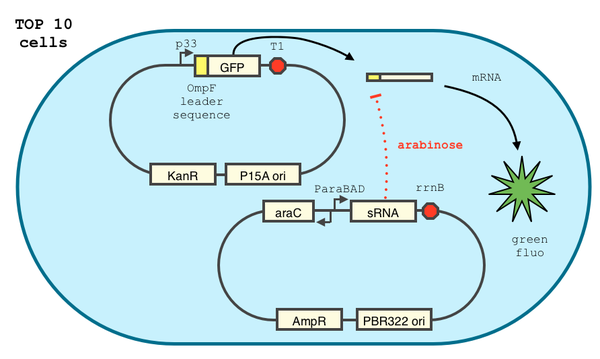 TOP 10
cells
p33
T1
GFP
OmpF
leader
sequence
mRNA
KanR
P15A ori
arabinose
ParaBAD
rrnB
araC
sRNA
green
fluo
AmpR
PBR322 ori